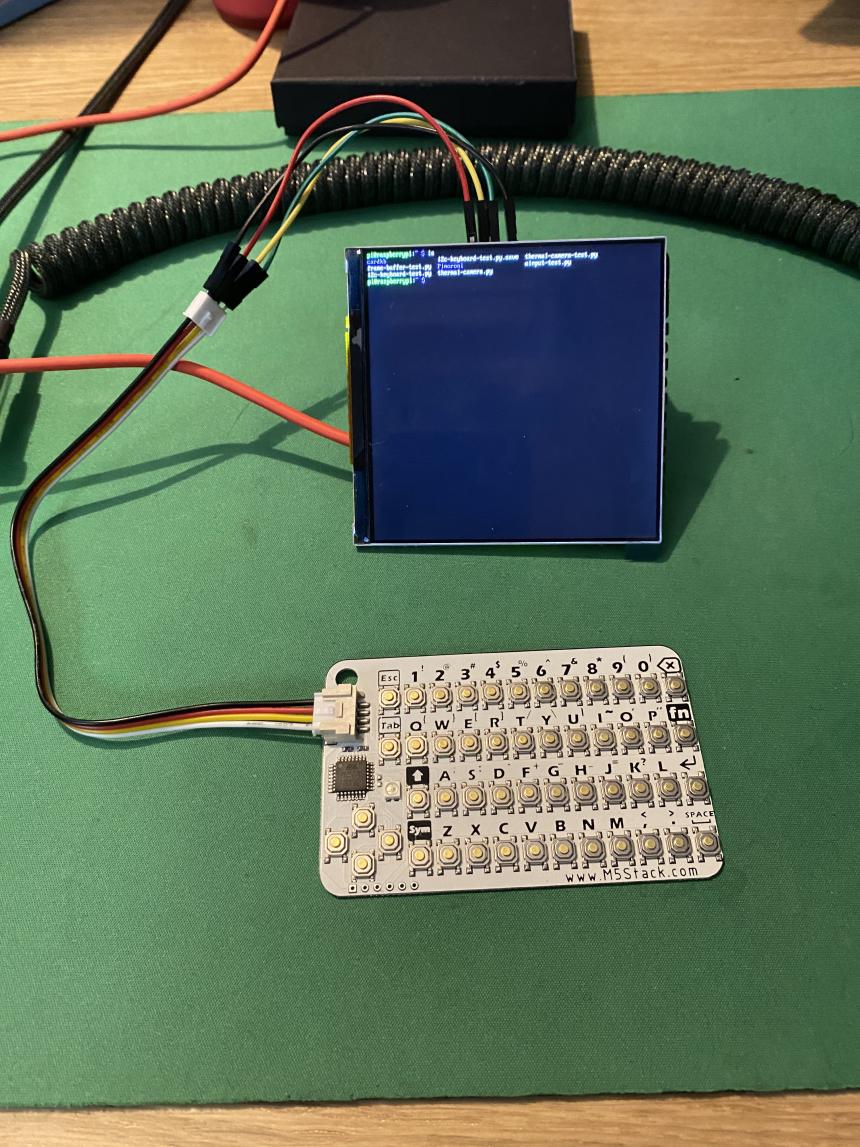 pi@raspberrypi:~ $ ls
cardkb i2c-keyboard-test.py.save thermal-camera-test.py
frame-buffer-test.py Pimoroni uinput-test.py
i2c-keyboard-test.py thermal-camera.py
pi@raspberrypi:~ $
Esc 1 ! 2 @ 3 # 4 $ 5 % 6 ^ 7 & 8 * 9 ( 0 )
Tab Q W E R T Y U I ~ O P fn
A S D F G H J K ? L
Sym Z X C V B N M < > SPACE
www.M5Stack.com